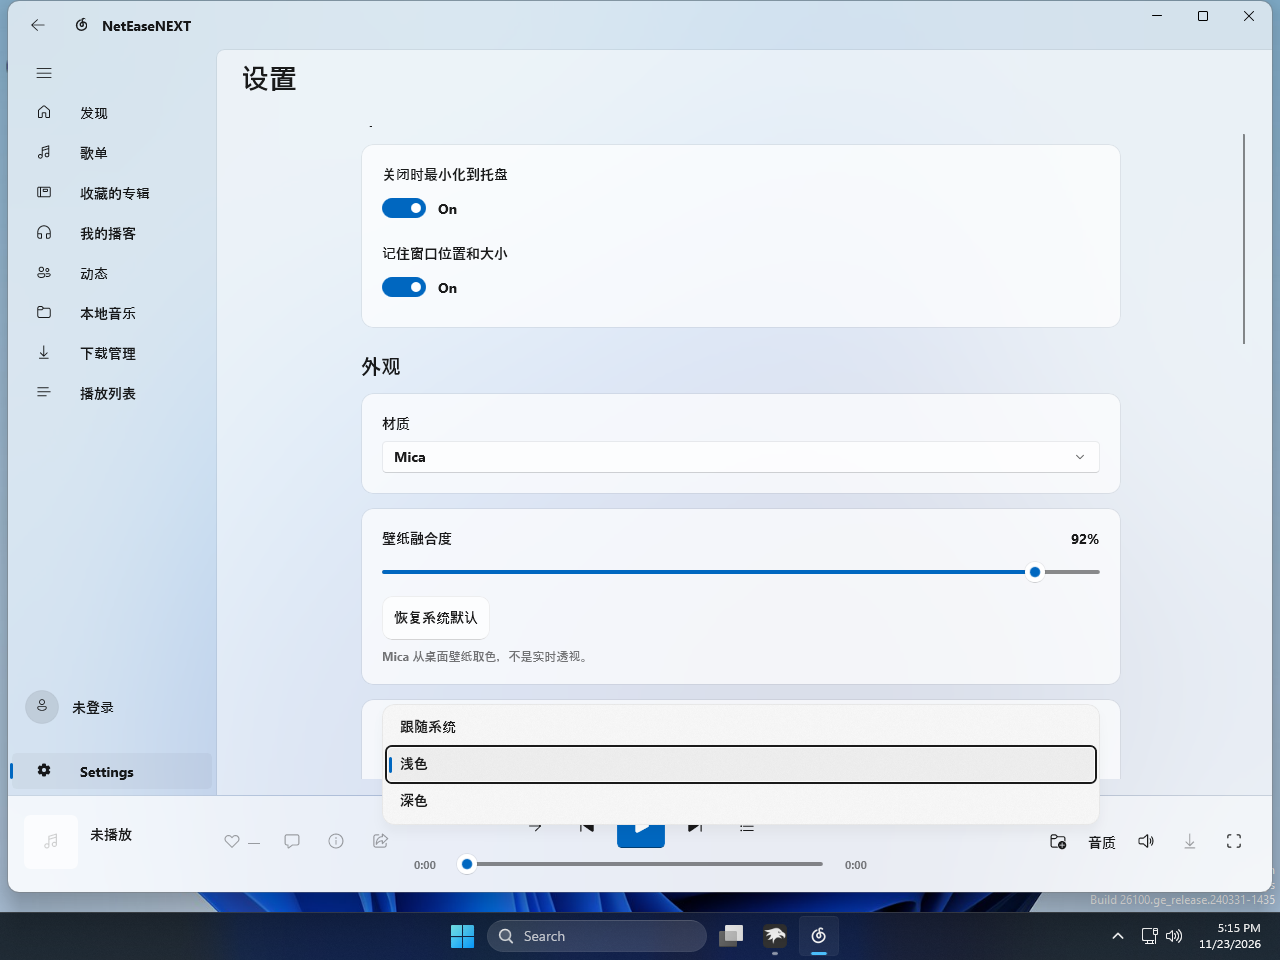 NetEaseNEXT
设置
发现
歌单
收藏的专辑
我的播客
动态
本地音乐
下载管理
播放列表
未登录
Settings
关闭时最小化到托盘
On
记住窗口位置和大小
On
外观
材质
Mica
壁纸融合度
92%
恢复系统默认
Mica 从桌面壁纸取色，不是实时透视。
跟随系统
浅色
深色
未播放
0:00
0:00
音质
Build 26100.ge_release.240331-1435
Search
5:15 PM
11/23/2026